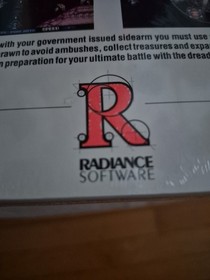 with your government issued sidearm you must use
rawn to avoid ambushes, collect treasures and expa
n preparation for your ultimate battle with the dread
R
RADIANCE
SOFTWARE